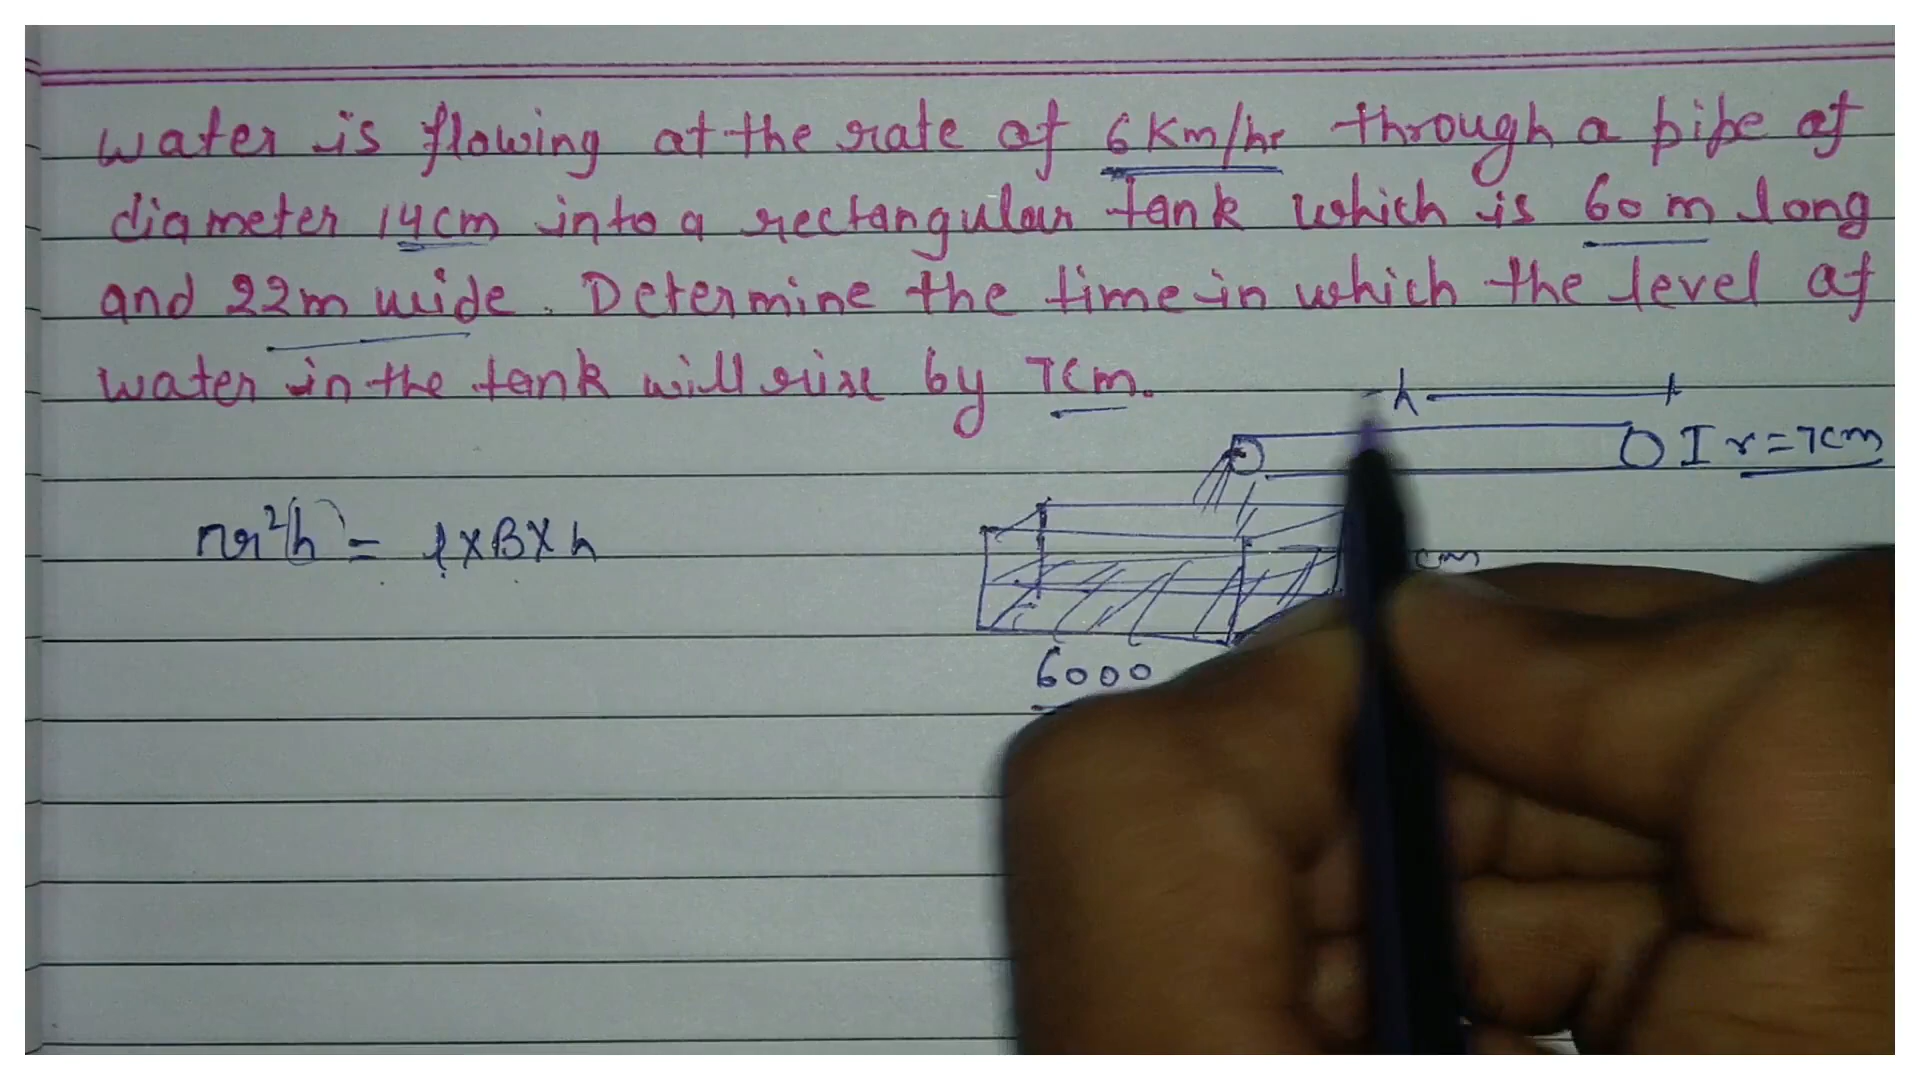 water is flowing at the rate of 6 Km/hr through a pipe of
diameter 14cm into a rectangular tank which is 60 m long
and 22m wide. Determine the time in which the level of
water in the tank will rise by 7cm.
h
r=7cm
πr²h = l×B×h
cm
6000